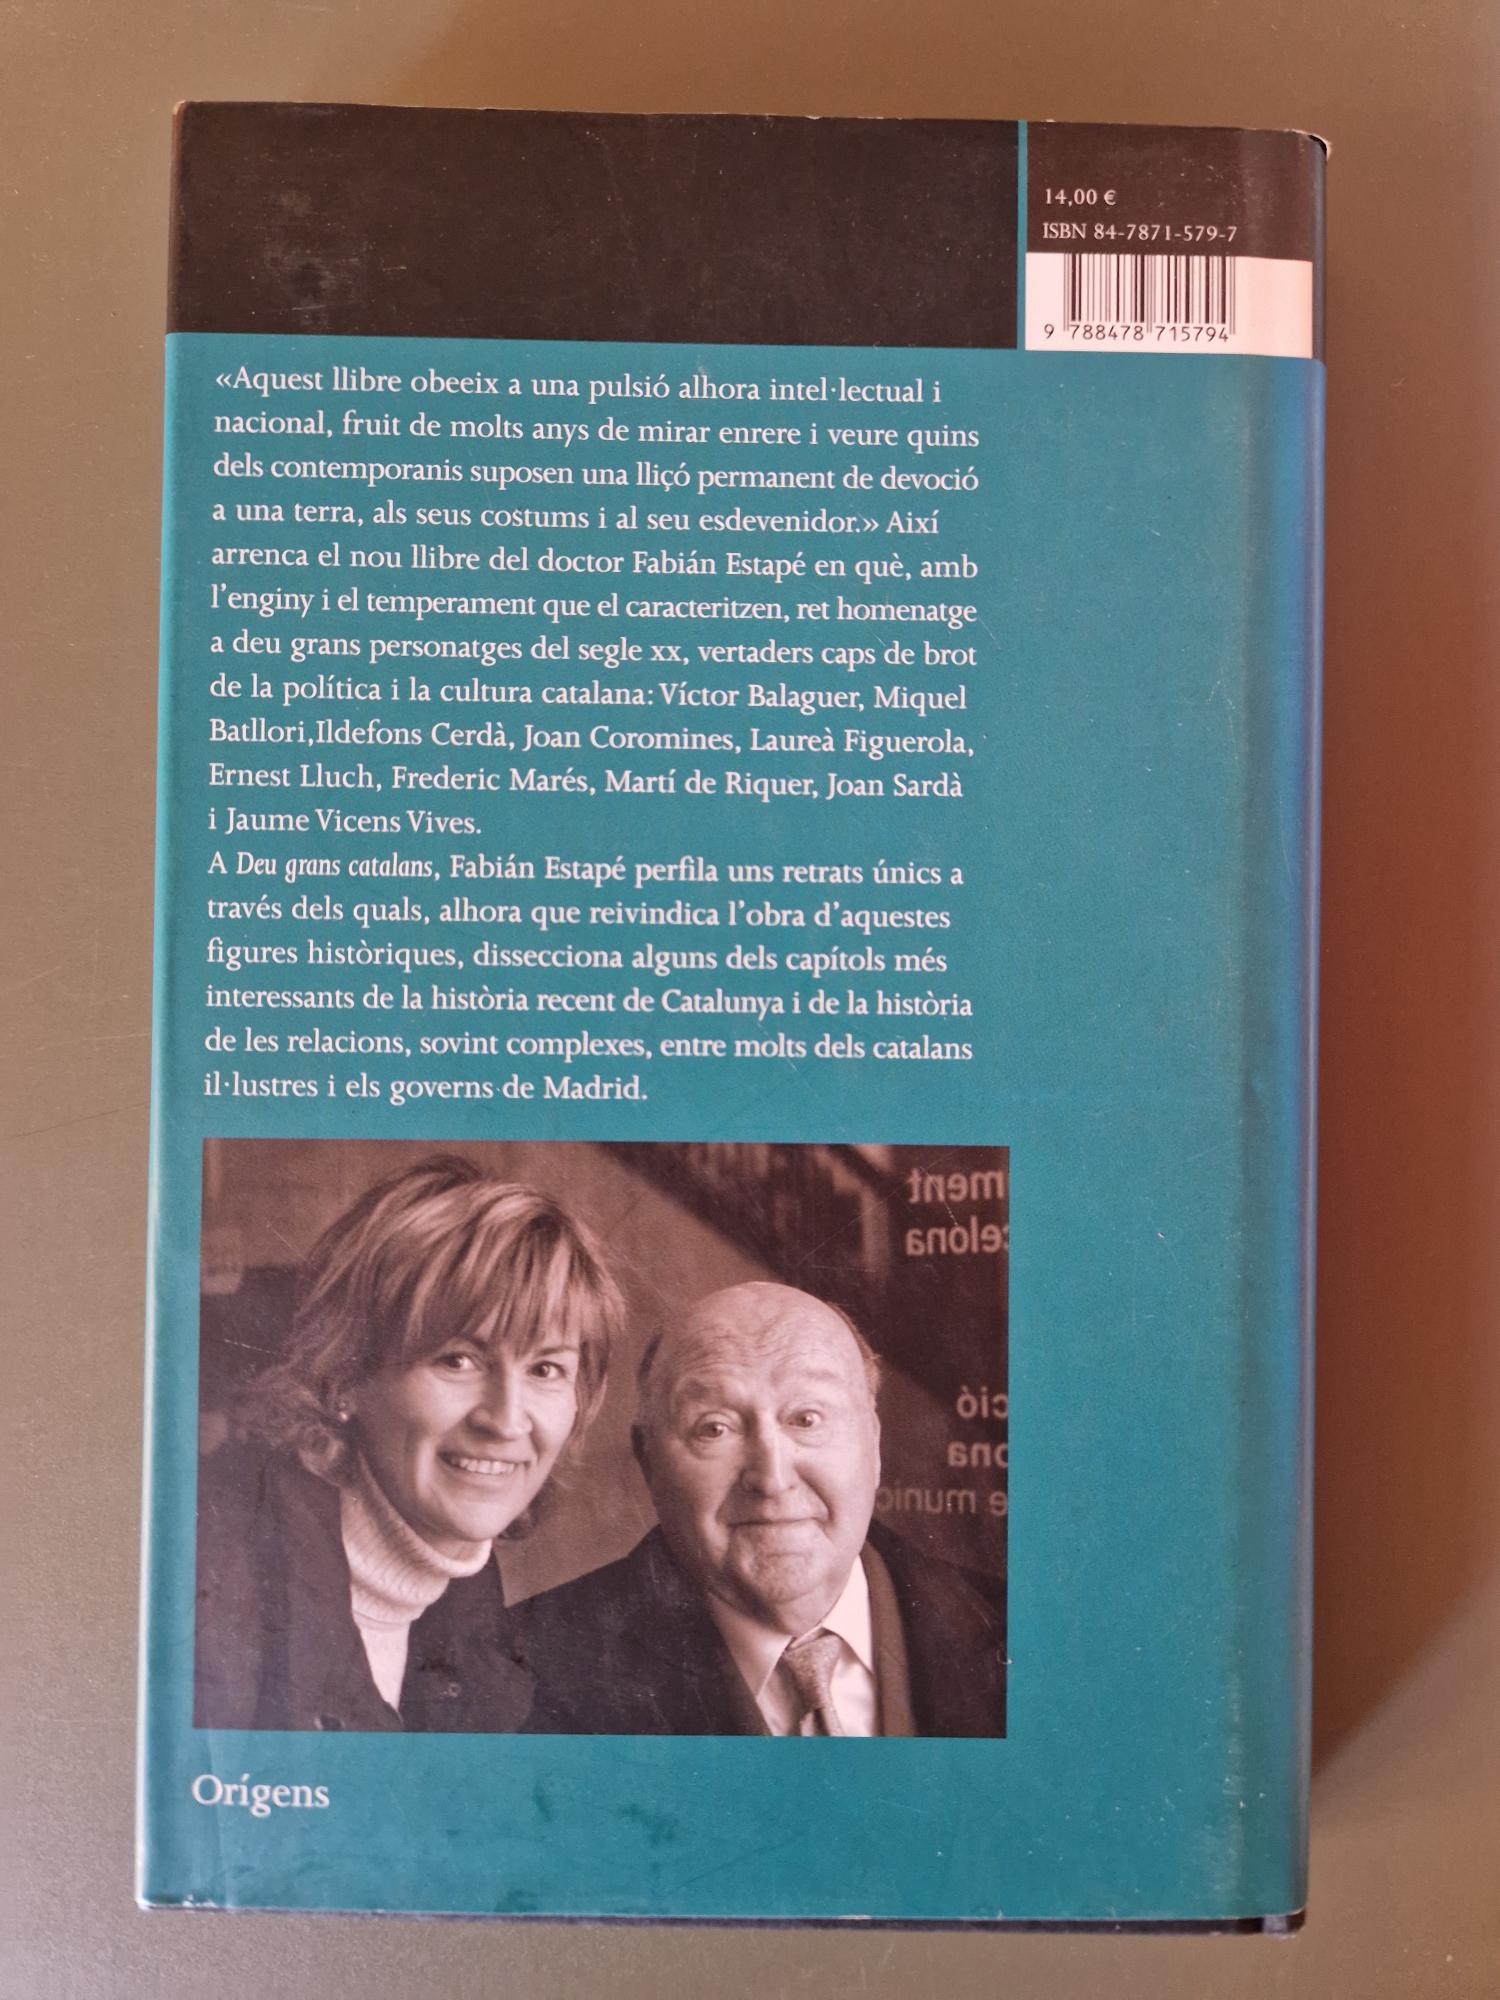 14,00 €
ISBN 84-7871-579-7
9 788478 715794
«Aquest llibre obeeix a una pulsió alhora intel·lectual i
nacional, fruit de molts anys de mirar enrere i veure quins
dels contemporanis suposen una lliçó permanent de devoció
a una terra, als seus costums i al seu esdevenidor.» Així
arrenca el nou llibre del doctor Fabián Estapé en què, amb
l'enginy i el temperament que el caracteritzen, ret homenatge
a deu grans personatges del segle xx, vertaders caps de brot
de la política i la cultura catalana: Víctor Balaguer, Miquel
Batllori,Ildefons Cerdà, Joan Coromines, Laureà Figuerola,
Ernest Lluch, Frederic Marés, Martí de Riquer, Joan Sardà
i Jaume Vicens Vives.
A Deu grans catalans, Fabián Estapé perfila uns retrats únics a
través dels quals, alhora que reivindica l'obra d'aquestes
figures històriques, dissecciona alguns dels capítols més
interessants de la història recent de Catalunya i de la història
de les relacions, sovint complexes, entre molts dels catalans
il·lustres i els governs de Madrid.
ment
celona
ció
ona
e munic
Orígens